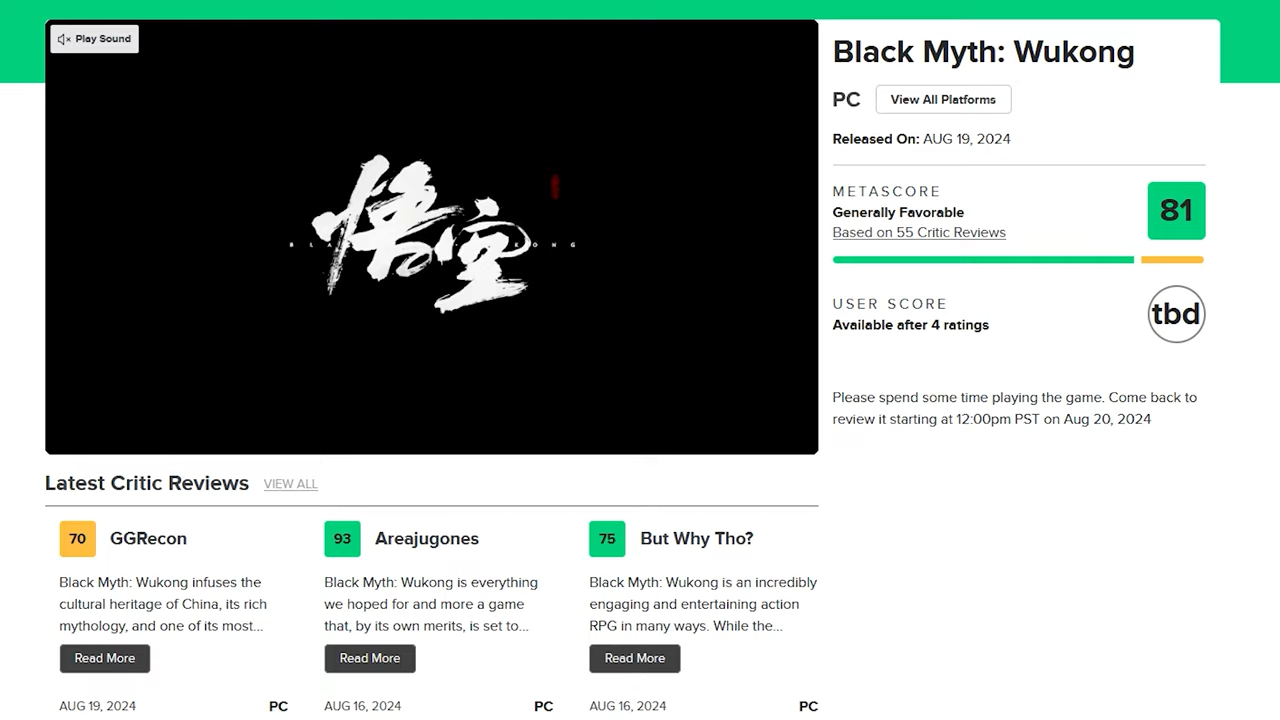 Play Sound
悟空
Black Myth: Wukong
PC
View All Platforms
Released On: AUG 19, 2024
METASCORE
Generally Favorable
Based on 55 Critic Reviews
81
USER SCORE
Available after 4 ratings
tbd
Please spend some time playing the game. Come back to
review it starting at 12:00pm PST on Aug 20, 2024
Latest Critic Reviews VIEW ALL
70 GGRecon
Black Myth: Wukong infuses the
cultural heritage of China, its rich
mythology, and one of its most...
Read More
AUG 19, 2024 PC
93 Areajugones
Black Myth: Wukong is everything
we hoped for and more a game
that, by its own merits, is set to...
Read More
AUG 16, 2024 PC
75 But Why Tho?
Black Myth: Wukong is an incredibly
engaging and entertaining action
RPG in many ways. While the...
Read More
AUG 16, 2024 PC